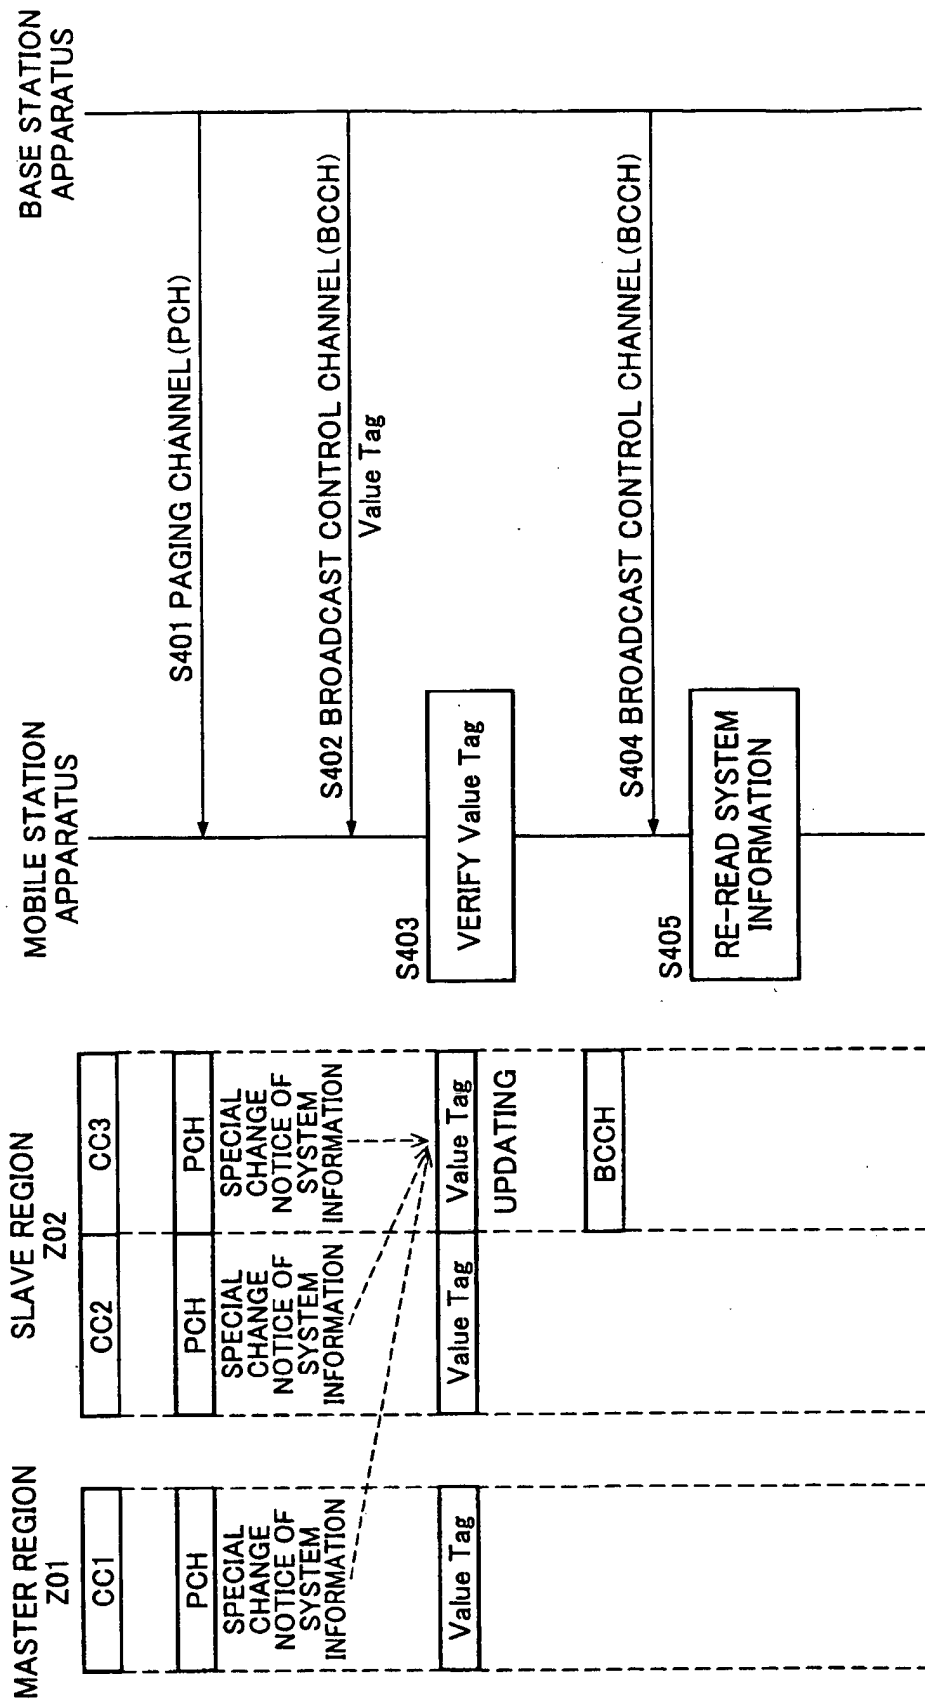 MASTER REGION
Z01
SLAVE REGION
Z02
MOBILE STATION
APPARATUS
BASE STATION
APPARATUS
CC1
CC2
CC3
PCH
PCH
PCH
S401 PAGING CHANNEL(PCH)
SPECIAL
CHANGE
NOTICE OF
SYSTEM
INFORMATION
SPECIAL
CHANGE
NOTICE OF
SYSTEM
INFORMATION
SPECIAL
CHANGE
NOTICE OF
SYSTEM
INFORMATION
S402 BROADCAST CONTROL CHANNEL(BCCH)
Value Tag
Value Tag
Value Tag
Value Tag
UPDATING
S403
VERIFY Value Tag
BCCH
S404 BROADCAST CONTROL CHANNEL(BCCH)
S405
RE-READ SYSTEM
INFORMATION